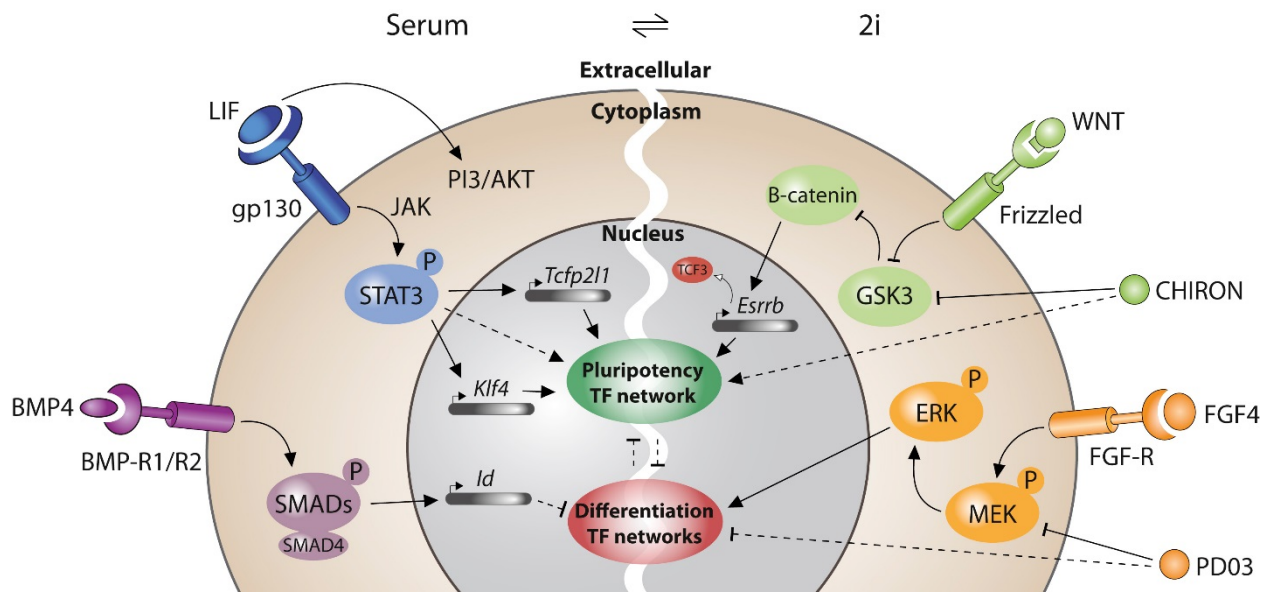 Serum ⇌ 2i
Extracellular
Cytoplasm
LIF
WNT
PI3/AKT
B-catenin
gp130
JAK
Frizzled
Nucleus
P
STAT3
Tcfp2l1
TCF3
Esrrb
GSK3
CHIRON
Pluripotency
TF network
Klf4
P
ERK
BMP4
FGF4
BMP-R1/R2
FGF-R
P
SMADs
SMAD4
Id
Differentiation
TF networks
P
MEK
PD03